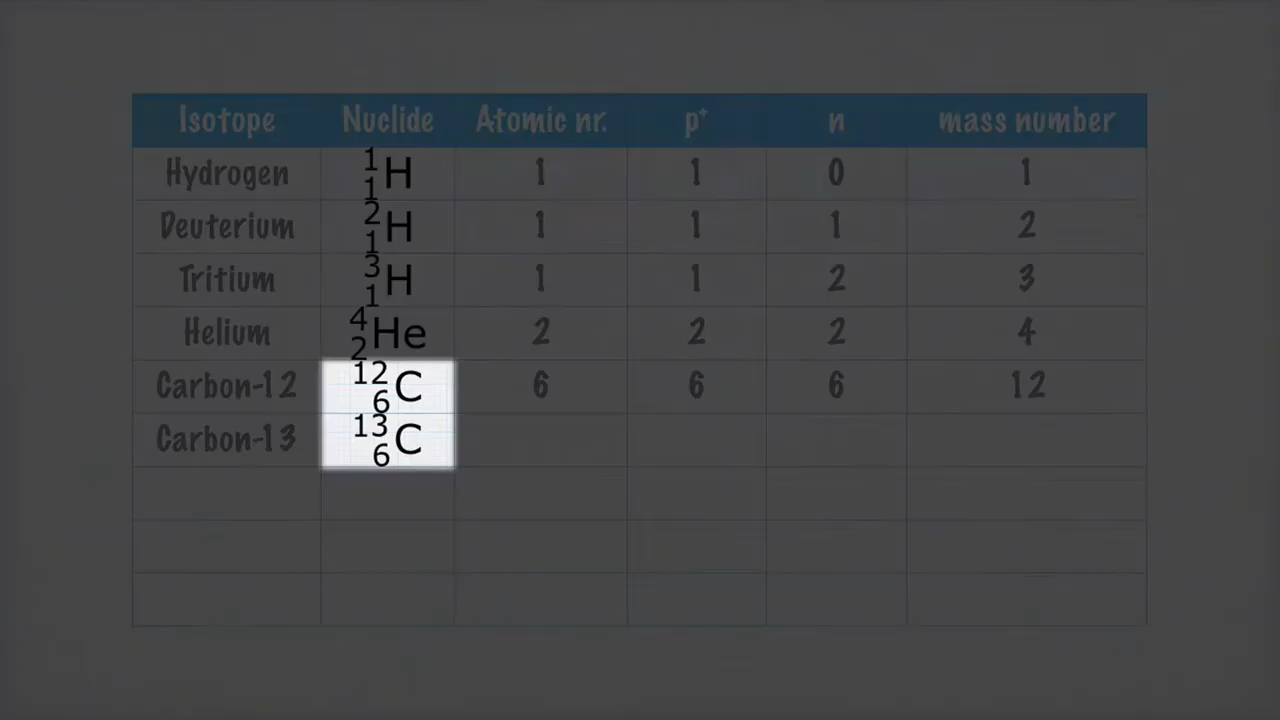 Isotope Nuclide Atomic nr. p⁺ n mass number
Hydrogen ¹₁H 1 1 0 1
Deuterium ²₁H 1 1 1 2
Tritium ³₁H 1 1 2 3
Helium ⁴₂He 2 2 2 4
Carbon-12 ¹²₆C 6 6 6 12
Carbon-13 ¹³₆C